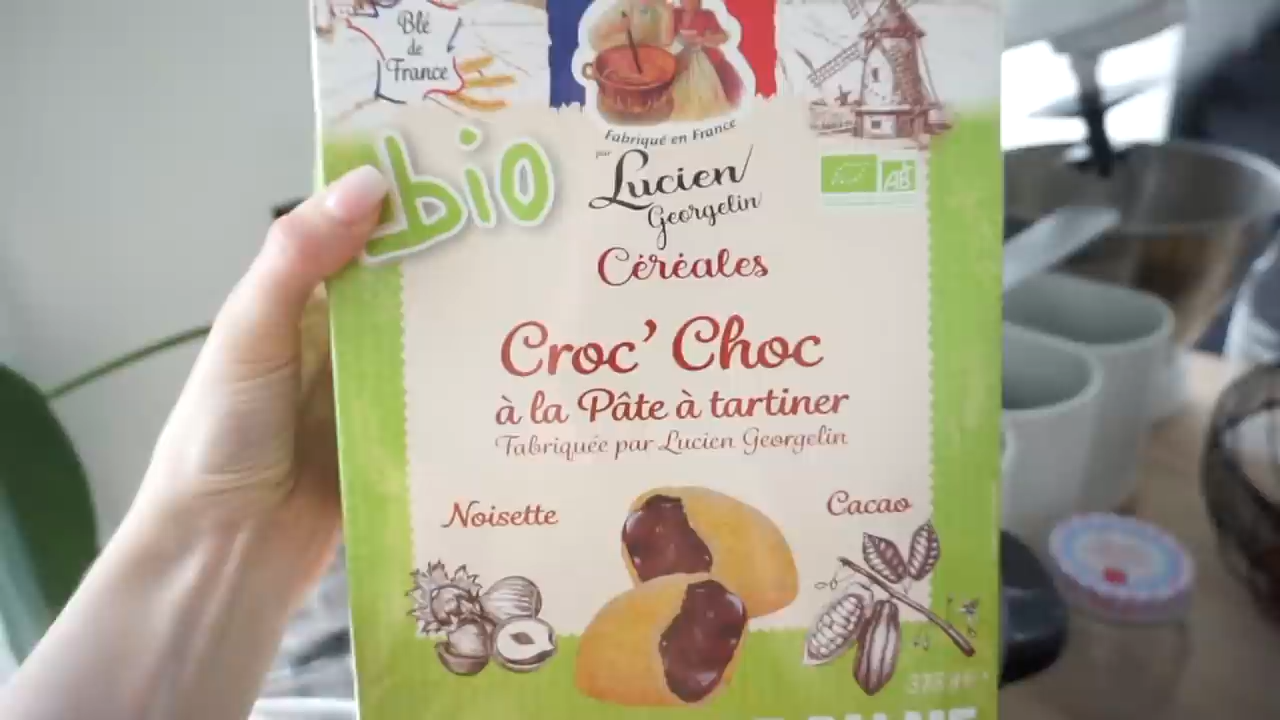 Blé
de
France
bio
Fabriqué en France
par
Lucien
Georgelin
AB
Céréales
Croc' Choc
à la Pâte à tartiner
Fabriquée par Lucien Georgelin
Noisette
Cacao